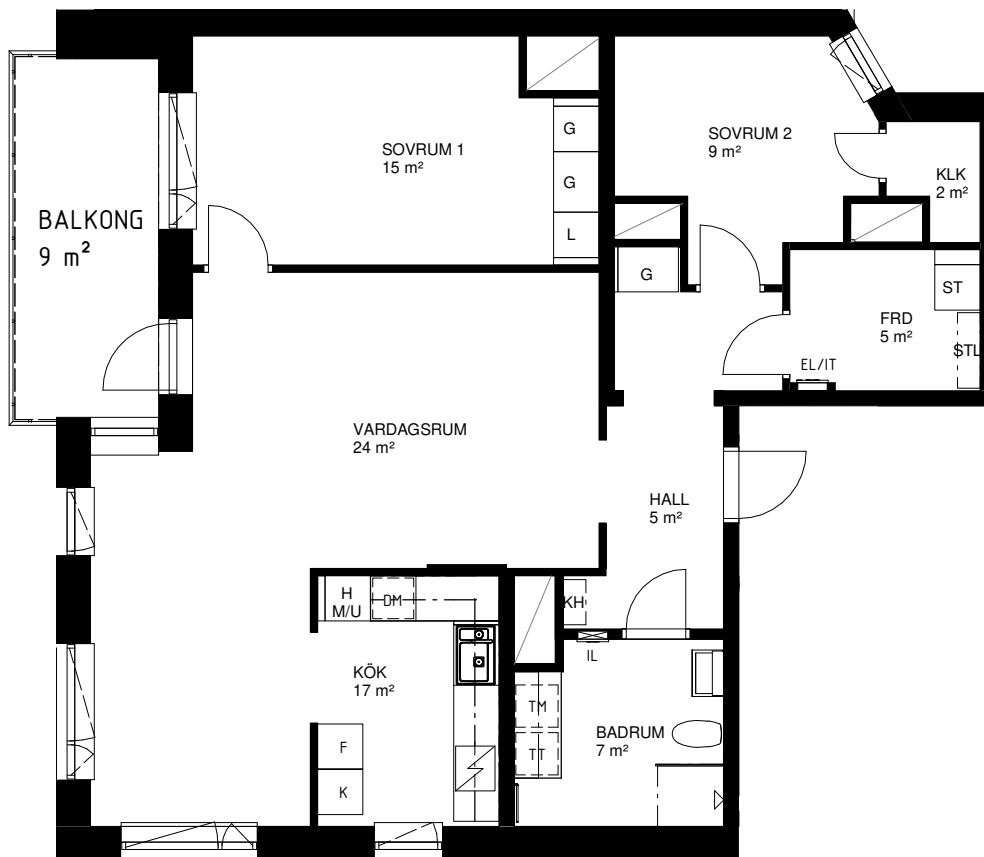 SOVRUM 1
15 m²
SOVRUM 2
9 m²
G
G
L
KLK
2 m²
BALKONG
9 m²
G
ST
FRD
5 m²
STL
EL/IT
VARDAGSRUM
24 m²
HALL
5 m²
H
M/U
DM
KH
IL
KÖK
17 m²
TM
BADRUM
7 m²
TT
F
K